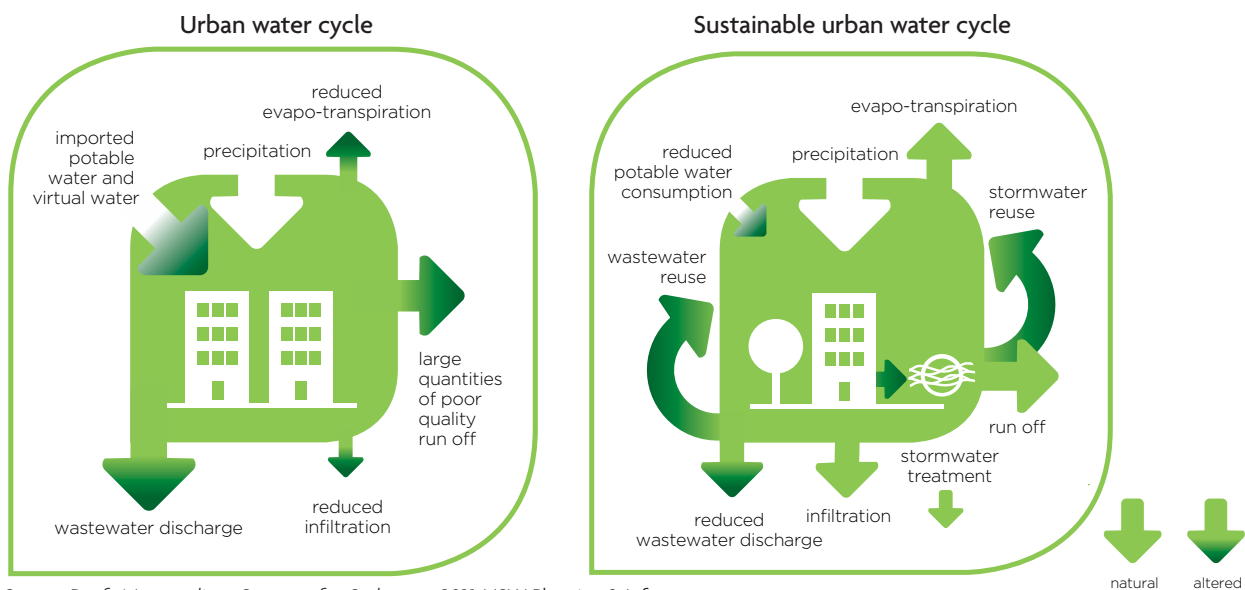 Urban water cycle
reduced
evapo-transpiration
imported
potable
water and
virtual water
precipitation
large
quantities
of poor
quality
run off
wastewater discharge
reduced
infiltration
Sustainable urban water cycle
evapo-transpiration
reduced
potable water
consumption
precipitation
stormwater
reuse
wastewater
reuse
run off
stormwater
treatment
infiltration
reduced
wastewater discharge
natural
altered